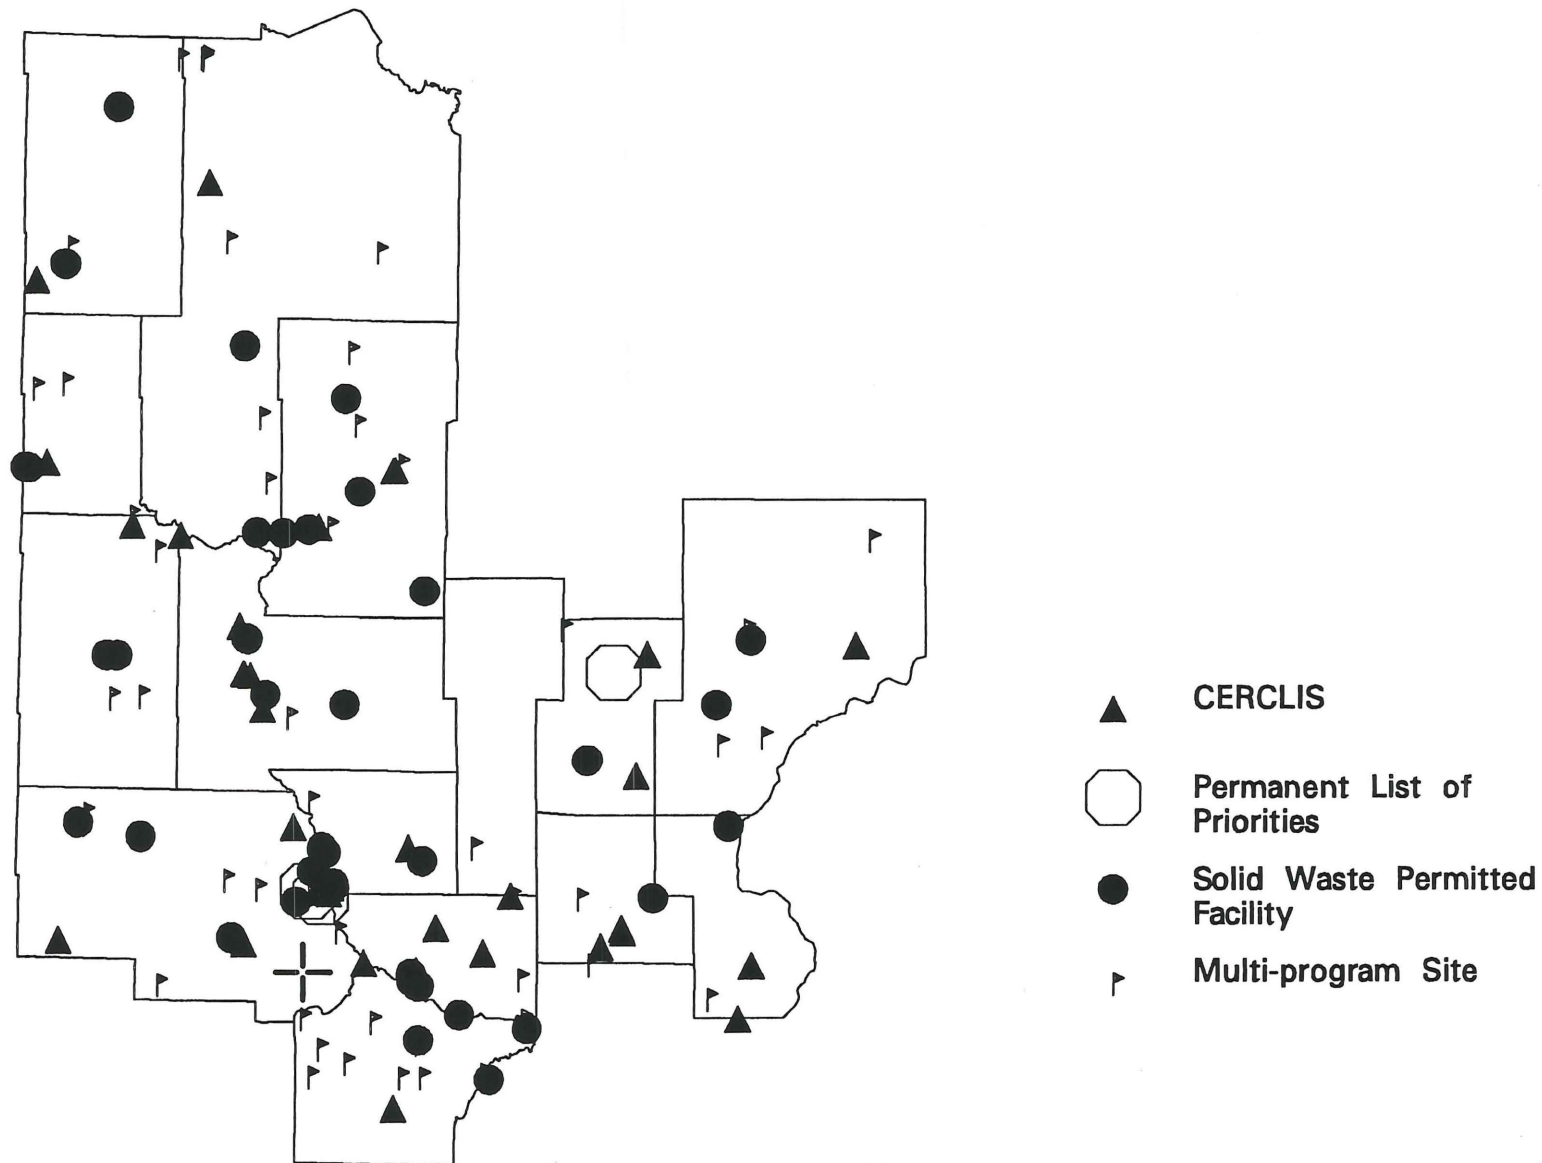 CERCLIS
Permanent List of
Priorities
Solid Waste Permitted
Facility
Multi-program Site